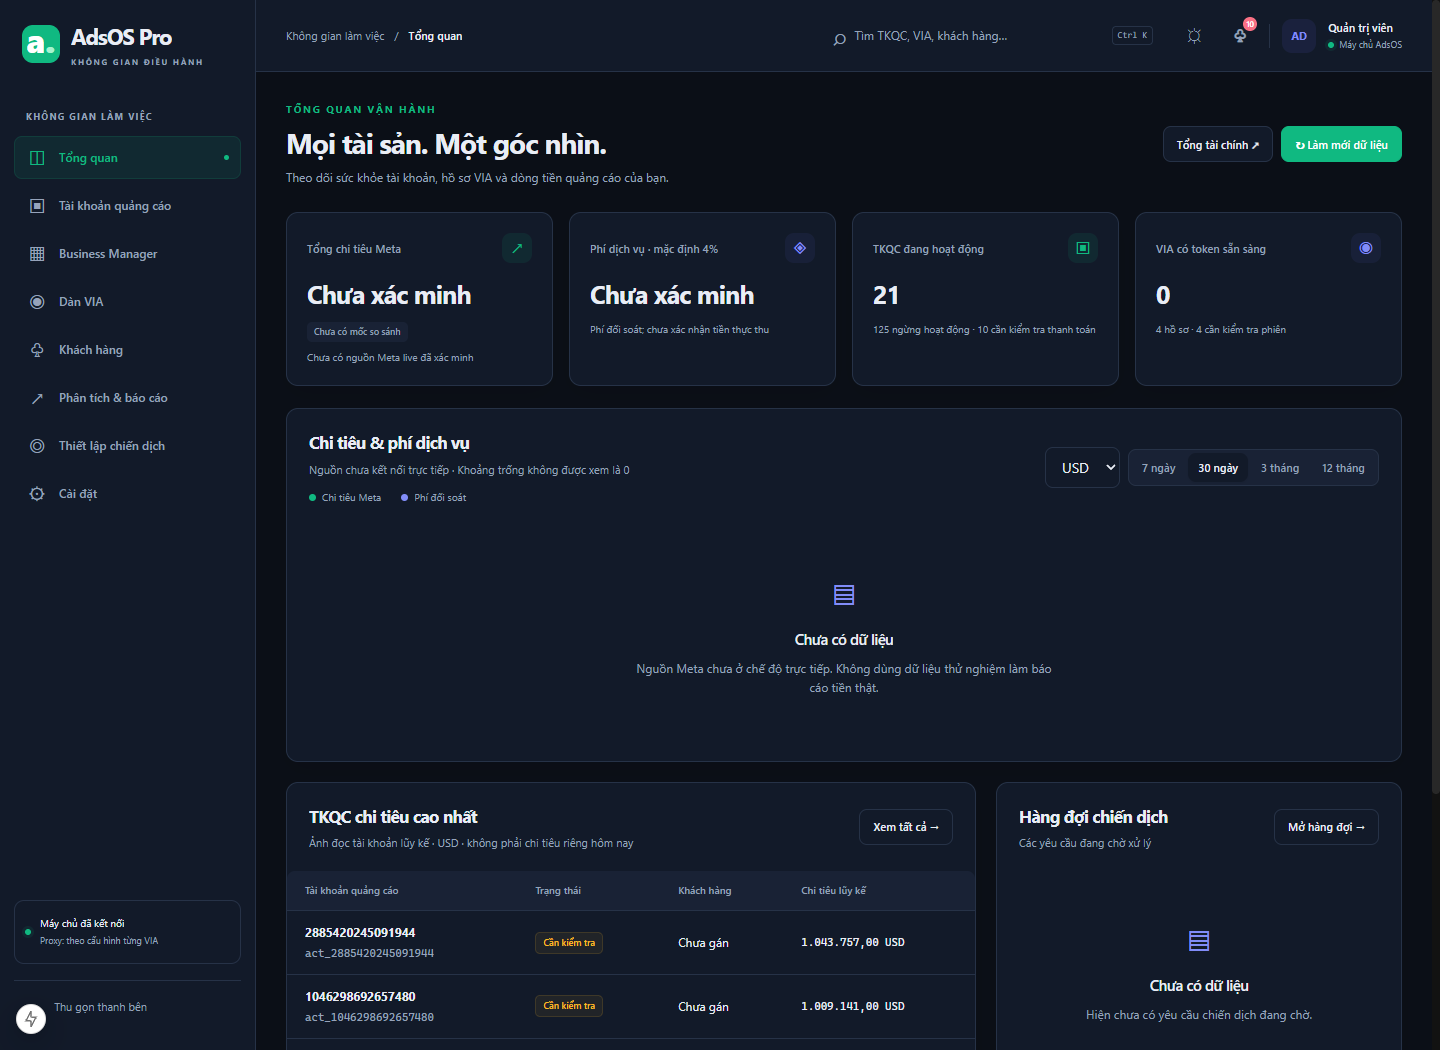 a.
AdsOS Pro
KHÔNG GIAN ĐIỀU HÀNH
KHÔNG GIAN LÀM VIỆC
Tổng quan
Tài khoản quảng cáo
Business Manager
Dàn VIA
Khách hàng
Phân tích & báo cáo
Thiết lập chiến dịch
Cài đặt
Máy chủ đã kết nối
Proxy: theo cấu hình từng VIA
Thu gọn thanh bên
Không gian làm việc / Tổng quan
Tìm TKQC, VIA, khách hàng...
Ctrl K
10
AD
Quản trị viên
Máy chủ AdsOS
TỔNG QUAN VẬN HÀNH
Mọi tài sản. Một góc nhìn.
Theo dõi sức khỏe tài khoản, hồ sơ VIA và dòng tiền quảng cáo của bạn.
Tổng tài chính ↗
↻ Làm mới dữ liệu
Tổng chi tiêu Meta
Chưa xác minh
Chưa có mốc so sánh
Chưa có nguồn Meta live đã xác minh
Phí dịch vụ · mặc định 4%
Chưa xác minh
Phí đối soát; chưa xác nhận tiền thực thu
TKQC đang hoạt động
21
125 ngừng hoạt động · 10 cần kiểm tra thanh toán
VIA có token sẵn sàng
0
4 hồ sơ · 4 cần kiểm tra phiên
Chi tiêu & phí dịch vụ
Nguồn chưa kết nối trực tiếp · Khoảng trống không được xem là 0
Chi tiêu Meta
Phí đối soát
USD
7 ngày
30 ngày
3 tháng
12 tháng
Chưa có dữ liệu
Nguồn Meta chưa ở chế độ trực tiếp. Không dùng dữ liệu thử nghiệm làm báo
cáo tiền thật.
TKQC chi tiêu cao nhất
Ảnh đọc tài khoản lũy kế · USD · không phải chi tiêu riêng hôm nay
Xem tất cả →
Tài khoản quảng cáo
Trạng thái
Khách hàng
Chi tiêu lũy kế
2885420245091944
act_2885420245091944
Cần kiểm tra
Chưa gán
1.043.757,00 USD
1046298692657480
act_1046298692657480
Cần kiểm tra
Chưa gán
1.009.141,00 USD
Hàng đợi chiến dịch
Các yêu cầu đang chờ xử lý
Mở hàng đợi →
Chưa có dữ liệu
Hiện chưa có yêu cầu chiến dịch đang chờ.